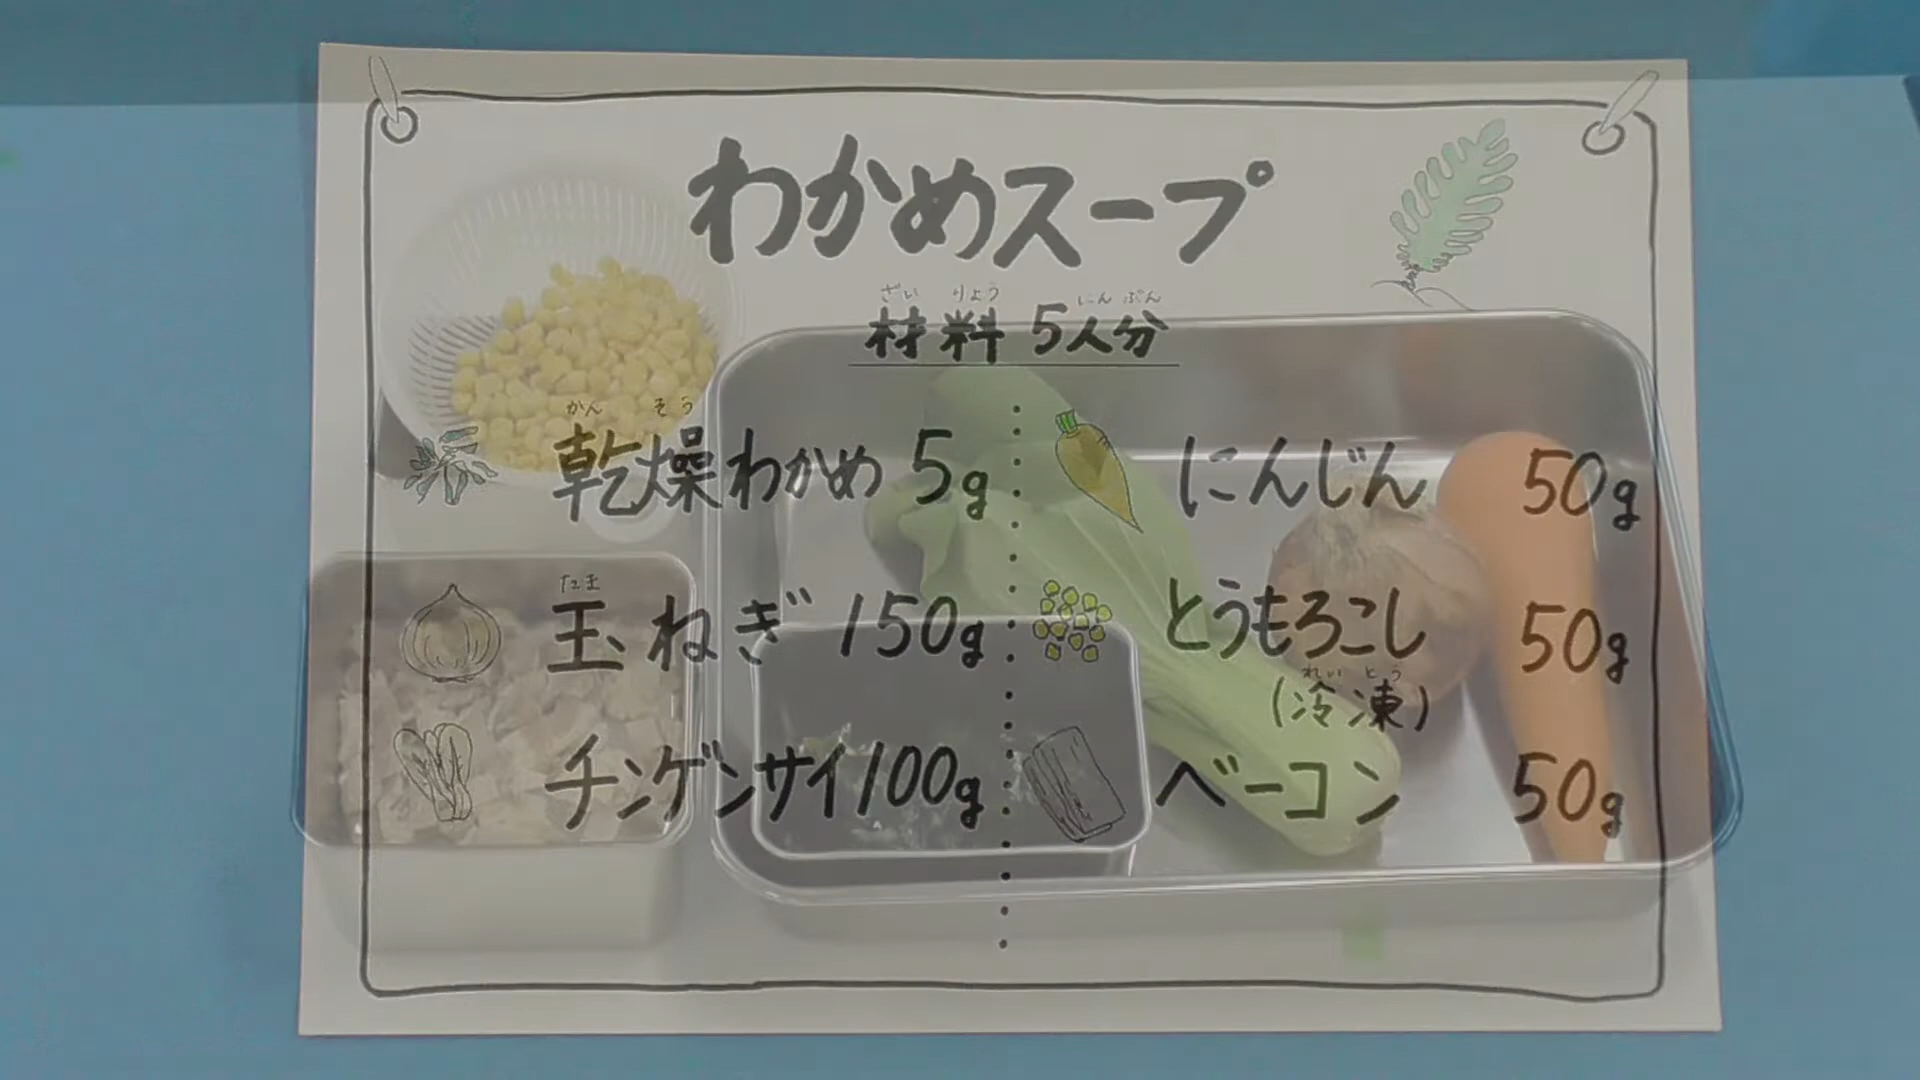 わかめスープ
ざい りょう にん ぷん
材料 5人分
かん そう
乾燥わかめ 5g
たま
玉ねぎ 150g
チンゲンサイ 100g
にんじん 50g
とうもろこし 50g
れい とう
(冷凍)
ベーコン 50g